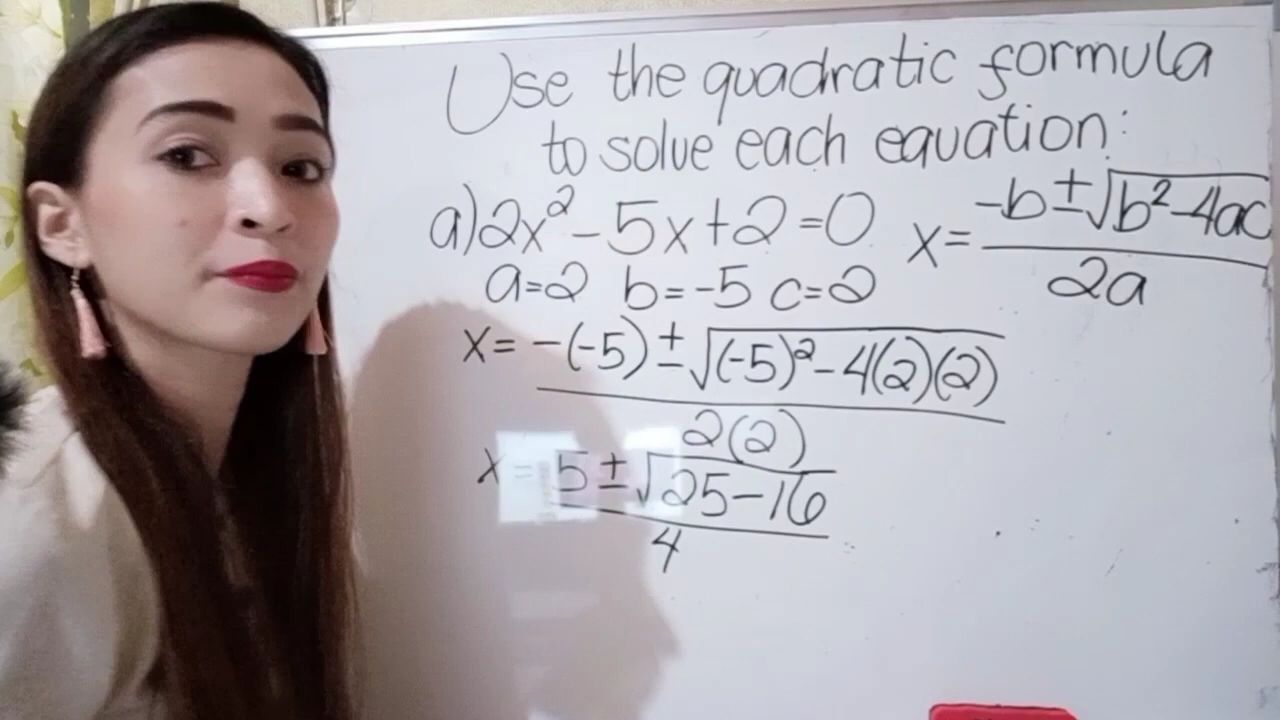 Use the quadratic formula
to solve each equation:
a) 2x² - 5x + 2 = 0
x = -b ± √b² - 4ac
2a
a = 2 b = -5 c = 2
x = -(-5) ± √(-5)² - 4(2)(2)
2(2)
x = 5 ± √25 - 16
4